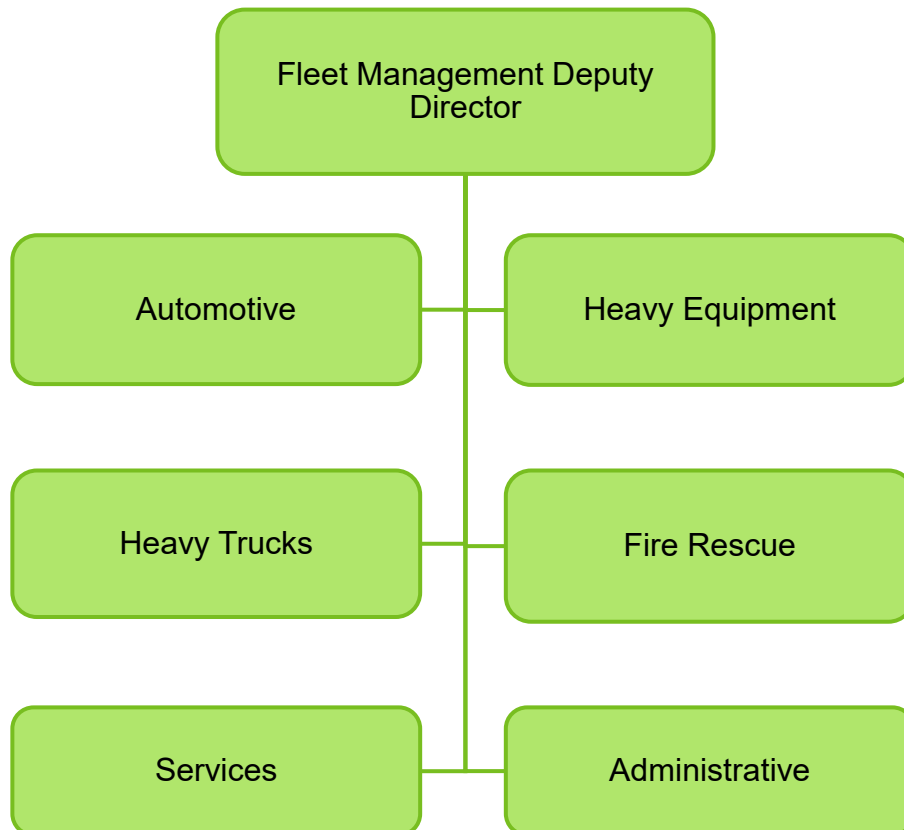 Fleet Management Deputy
Director
Automotive
Heavy Equipment
Heavy Trucks
Fire Rescue
Services
Administrative